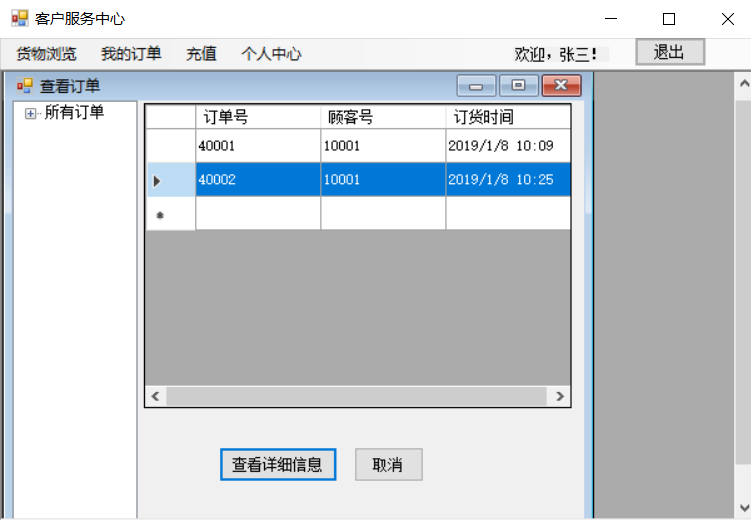 客户服务中心
货物浏览 我的订单 充值 个人中心 欢迎，张三！ 退出
查看订单
所有订单
订单号 顾客号 订货时间
40001 10001 2019/1/8 10:09
40002 10001 2019/1/8 10:25
查看详细信息 取消